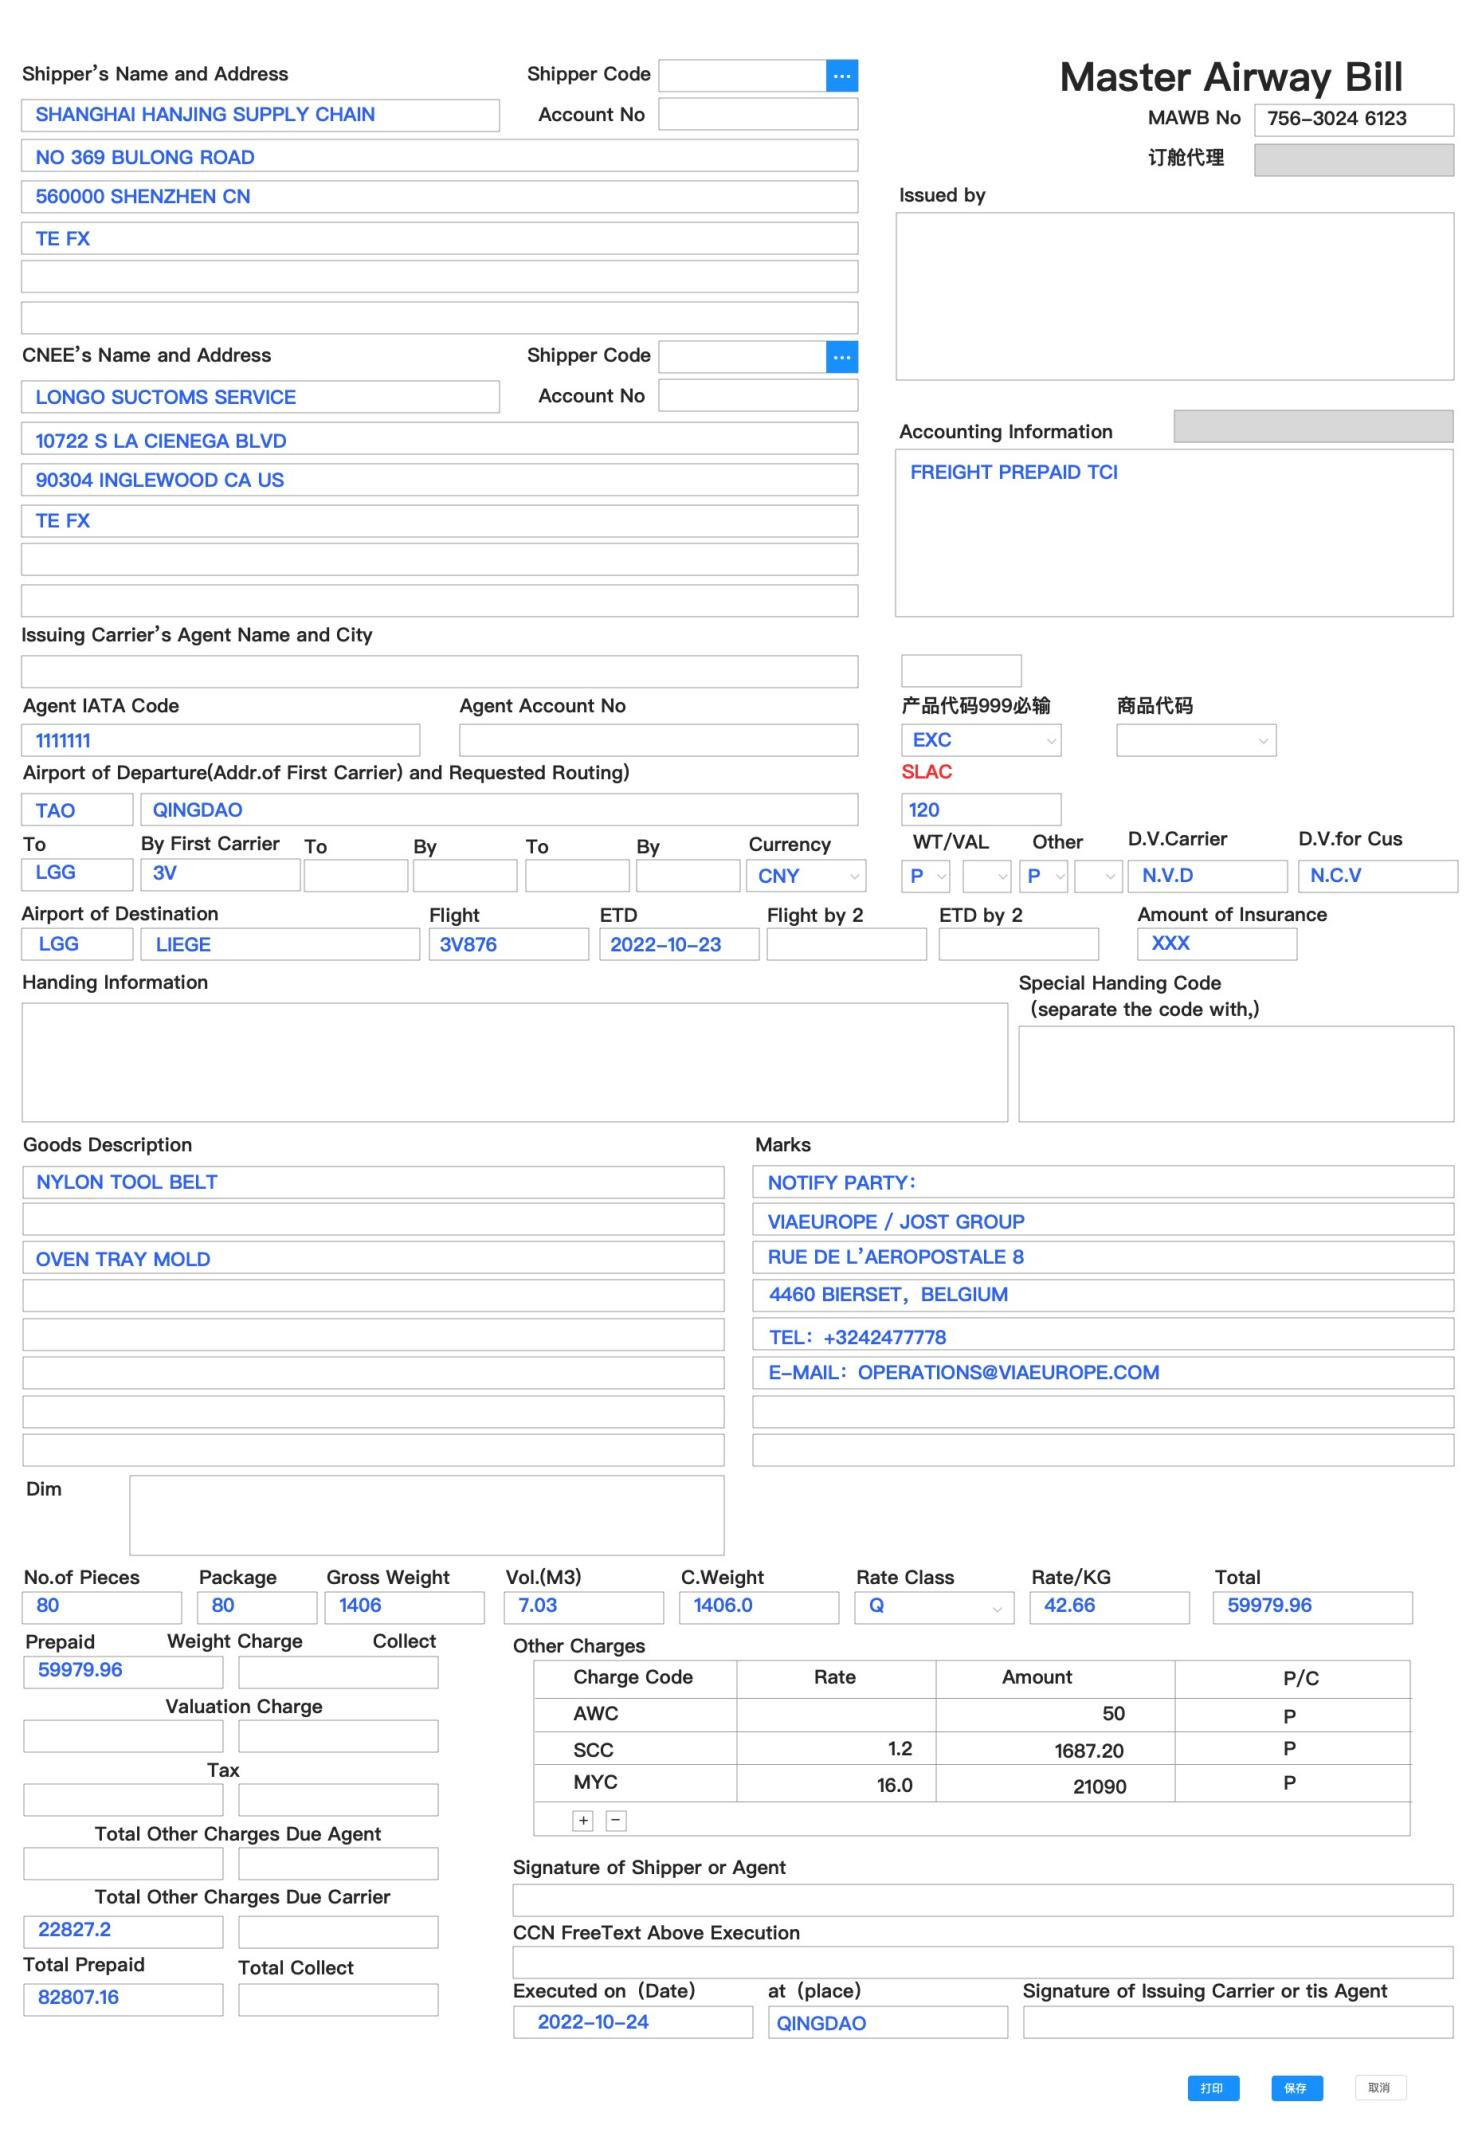 Shipper's Name and Address
Shipper Code
...
Master Airway Bill
SHANGHAI HANJING SUPPLY CHAIN
Account No
MAWB No
756-3024 6123
NO 369 BULONG ROAD
订舱代理
560000 SHENZHEN CN
Issued by
TE FX
CNEE's Name and Address
Shipper Code
...
LONGO SUCTOMS SERVICE
Account No
10722 S LA CIENEGA BLVD
Accounting Information
90304 INGLEWOOD CA US
FREIGHT PREPAID TCI
TE FX
Issuing Carrier's Agent Name and City
Agent IATA Code
Agent Account No
产品代码999必输
商品代码
1111111
EXC
Airport of Departure(Addr.of First Carrier) and Requested Routing)
SLAC
TAO
QINGDAO
120
To
By First Carrier
To
By
To
By
Currency
WT/VAL
Other
D.V.Carrier
D.V.for Cus
LGG
3V
CNY
P
P
N.V.D
N.C.V
Airport of Destination
Flight
ETD
Flight by 2
ETD by 2
Amount of Insurance
LGG
LIEGE
3V876
2022-10-23
XXX
Handing Information
Special Handing Code
(separate the code with,)
Goods Description
Marks
NYLON TOOL BELT
NOTIFY PARTY:
VIAEUROPE / JOST GROUP
OVEN TRAY MOLD
RUE DE L'AEROPOSTALE 8
4460 BIERSET, BELGIUM
TEL: +3242477778
E-MAIL: OPERATIONS@VIAEUROPE.COM
Dim
No.of Pieces
Package
Gross Weight
Vol.(M3)
C.Weight
Rate Class
Rate/KG
Total
80
80
1406
7.03
1406.0
Q
42.66
59979.96
Prepaid
Weight Charge
Collect
Other Charges
59979.96
Charge Code
Rate
Amount
P/C
Valuation Charge
AWC
50
P
SCC
1.2
1687.20
P
Tax
MYC
16.0
21090
P
+
−
Total Other Charges Due Agent
Signature of Shipper or Agent
Total Other Charges Due Carrier
22827.2
CCN FreeText Above Execution
Total Prepaid
Total Collect
82807.16
Executed on (Date)
at (place)
Signature of Issuing Carrier or tis Agent
2022-10-24
QINGDAO
打印
保存
取消